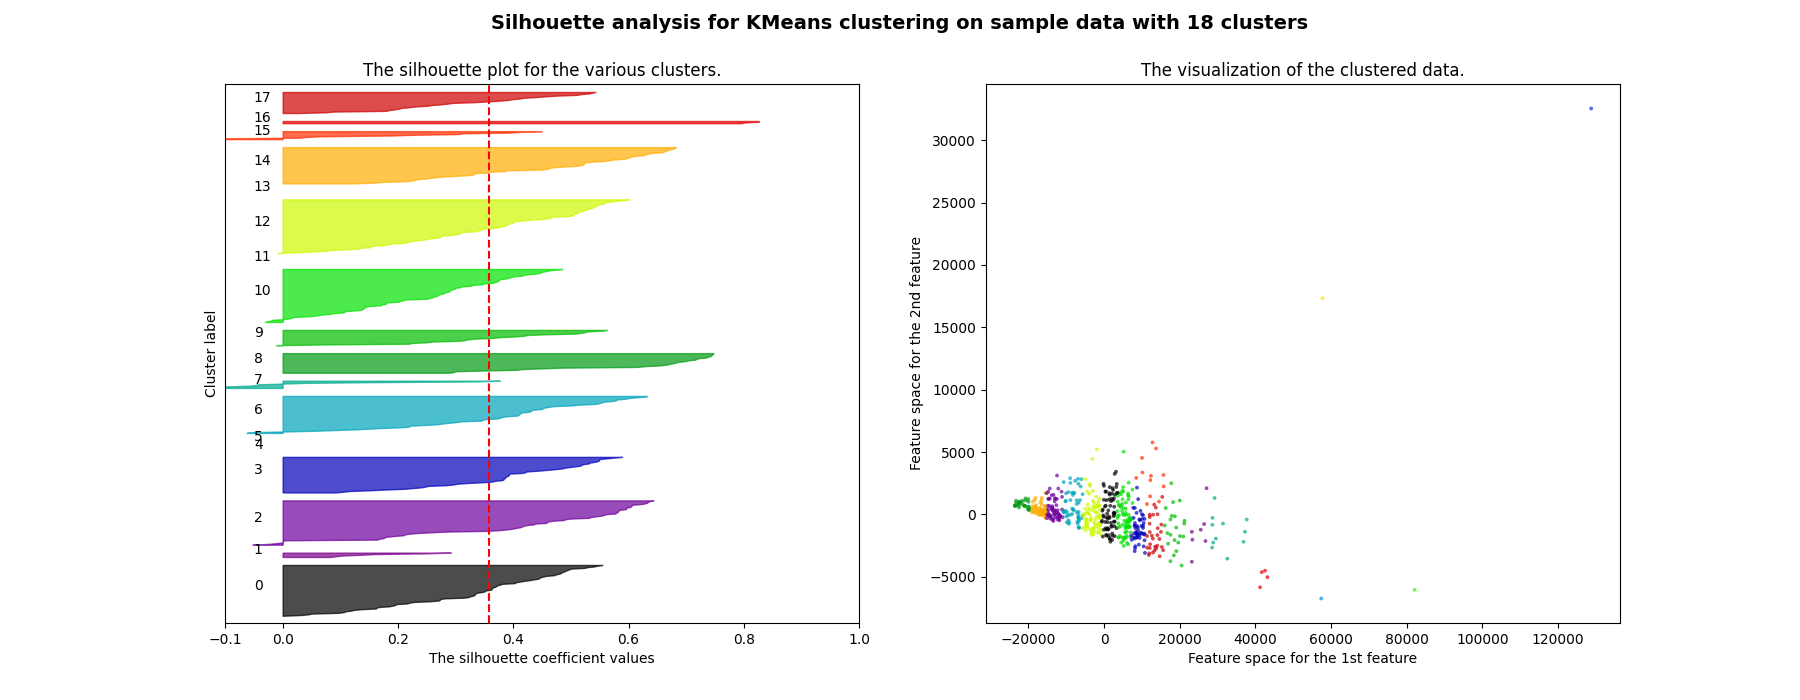 Silhouette analysis for KMeans clustering on sample data with 18 clusters
The silhouette plot for the various clusters.
17
16
15
14
13
12
11
10
9
8
7
6
5
4
3
2
1
0
Cluster label
−0.1 0.0 0.2 0.4 0.6 0.8 1.0
The silhouette coefficient values
The visualization of the clustered data.
30000
25000
20000
15000
10000
5000
0
−5000
Feature space for the 2nd feature
−20000 0 20000 40000 60000 80000 100000 120000
Feature space for the 1st feature